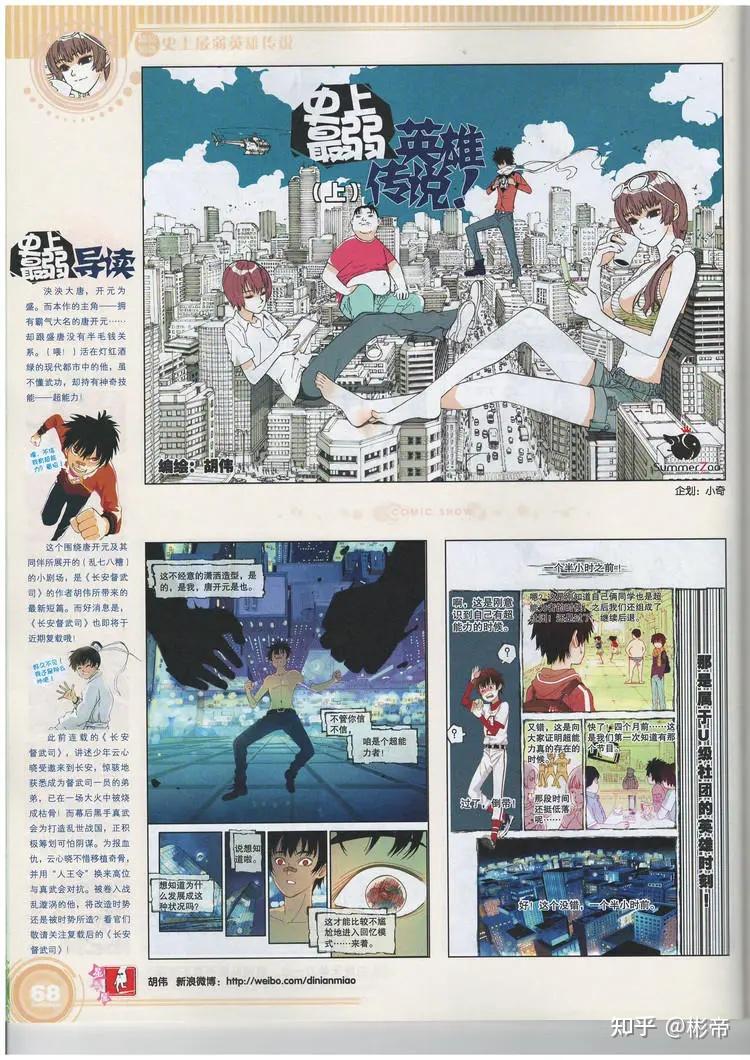 史上最弱英雄传说
史上
最弱
英雄
传说！
（上）
编绘：胡伟
SummerZoo
企划：小奇
COMIC SHOW
史上
最弱导读
泱泱大唐，开元为
盛。而本作的主角——拥
有霸气大名的唐开元……
却跟盛唐没有半毛钱关
系。（喂！）活在灯红酒
绿的现代都市中的他，虽
不懂武功，却持有神奇技
能——超能力！
这个围绕唐开元及其
同伴所展开的（乱七八糟）
的小剧场，是《长安督武
司》的作者胡伟所带来的
最新短篇。而好消息是，
《长安督武司》也即将于
近期复载哦！
此前连载的《长安
督武司》，讲述少年云心
晓受邀来到长安，惊骇地
获悉成为督武司一员的弟
弟，已在一场大火中被烧
成枯骨！而幕后黑手真武
会为打造乱世战国，正积
极筹划可怕阴谋。为报血
仇，云心晓不惜移植奇骨，
并用“人王令”换来高位
与真武会对抗。被卷入战
乱漩涡的他，将改造时势
还是被时势所造？看官们
敬请关注复载后的《长安
督武司》！
这不经意的潇洒造型，是
的，是我，唐开元是也。
不管你信
不信，
咱是个超能
力者！
想知道为什
么发展成这
种状况吗？
说想知
道啦。
这才能比较不尴
尬地进入回忆模
式……来着。
一个半小时之前！！
啊，这是刚意
识到自己有超
能力的时候。
？
？
过了，倒带！
又错，这是向
大家证明超能
力真的存在的
时候
那段时间
还挺低落
呢……
快了！四个月前……这
是我们第一次知道有那
个节目
那是属于U级社团的英雄时刻！
好！这个没错，一个半小时前。
68
胡伟　新浪微博：http://weibo.com/dinianmiao
知乎 @彬帝